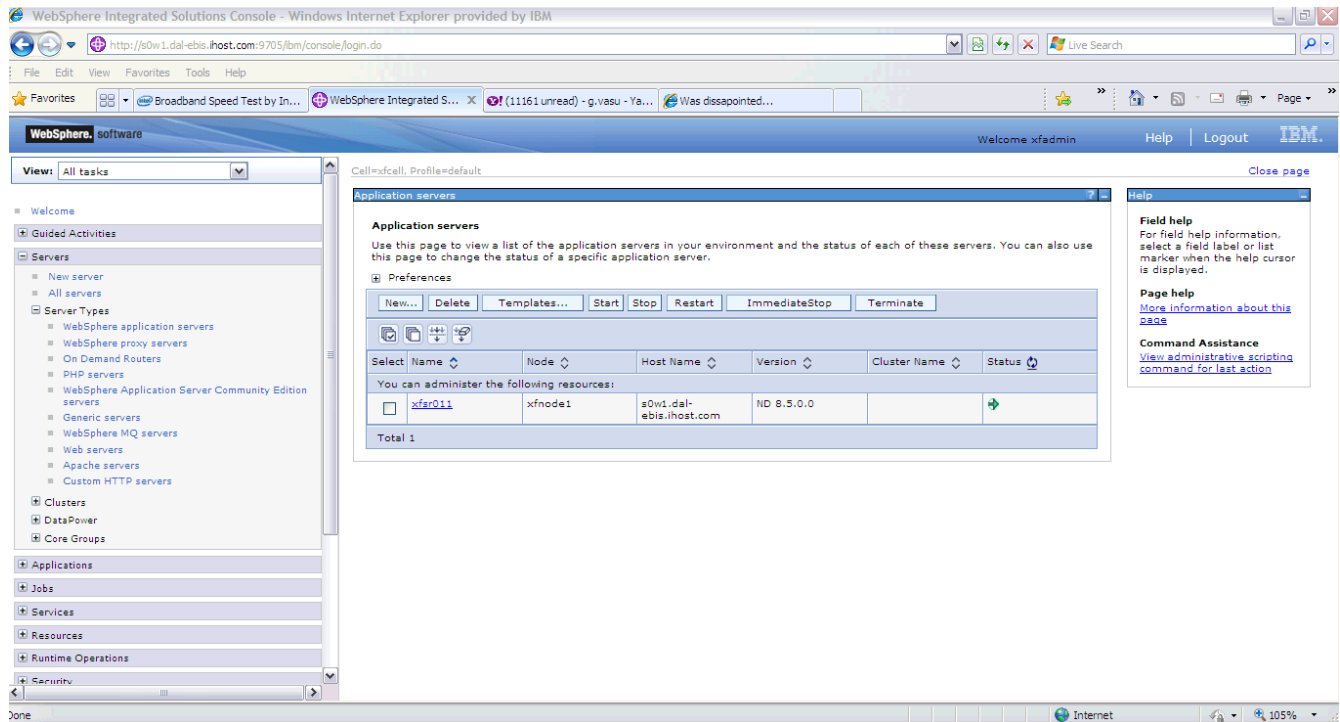 WebSphere Integrated Solutions Console - Windows Internet Explorer provided by IBM
http://s0w1.dal-ebis.ihost.com:9705/ibm/console/login.do
Live Search
File Edit View Favorites Tools Help
Favorites
Broadband Speed Test by In...
WebSphere Integrated S... X
(11161 unread) - g.vasu - Ya...
Was dissapointed...
» Page ▾ »
WebSphere. software
Welcome xfadmin
Help | Logout
IBM.
View: All tasks
Welcome
Guided Activities
Servers
New server
All servers
Server Types
WebSphere application servers
WebSphere proxy servers
On Demand Routers
PHP servers
WebSphere Application Server Community Edition
servers
Generic servers
WebSphere MQ servers
Web servers
Apache servers
Custom HTTP servers
Clusters
DataPower
Core Groups
Applications
Jobs
Services
Resources
Runtime Operations
Security
Cell=xfcell, Profile=default
Close page
Application servers
? -
Application servers
Use this page to view a list of the application servers in your environment and the status of each of these servers. You can also use
this page to change the status of a specific application server.
Preferences
New... Delete Templates... Start Stop Restart ImmediateStop Terminate
Select Name Node Host Name Version Cluster Name Status
You can administer the following resources:
xfsr011 xfnode1 s0w1.dal-
ebis.ihost.com ND 8.5.0.0
Total 1
Help
Field help
For field help information,
select a field label or list
marker when the help cursor
is displayed.
Page help
More information about this
page
Command Assistance
View administrative scripting
command for last action
Done
Internet
105%